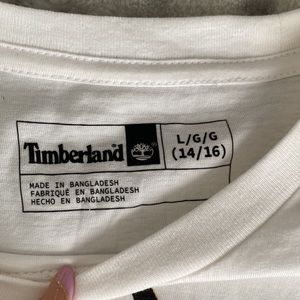 Timberland
L/G/G
(14/16)
MADE IN BANGLADESH
FABRIQUÉ EN BANGLADESH
HECHO EN BANGLADESH